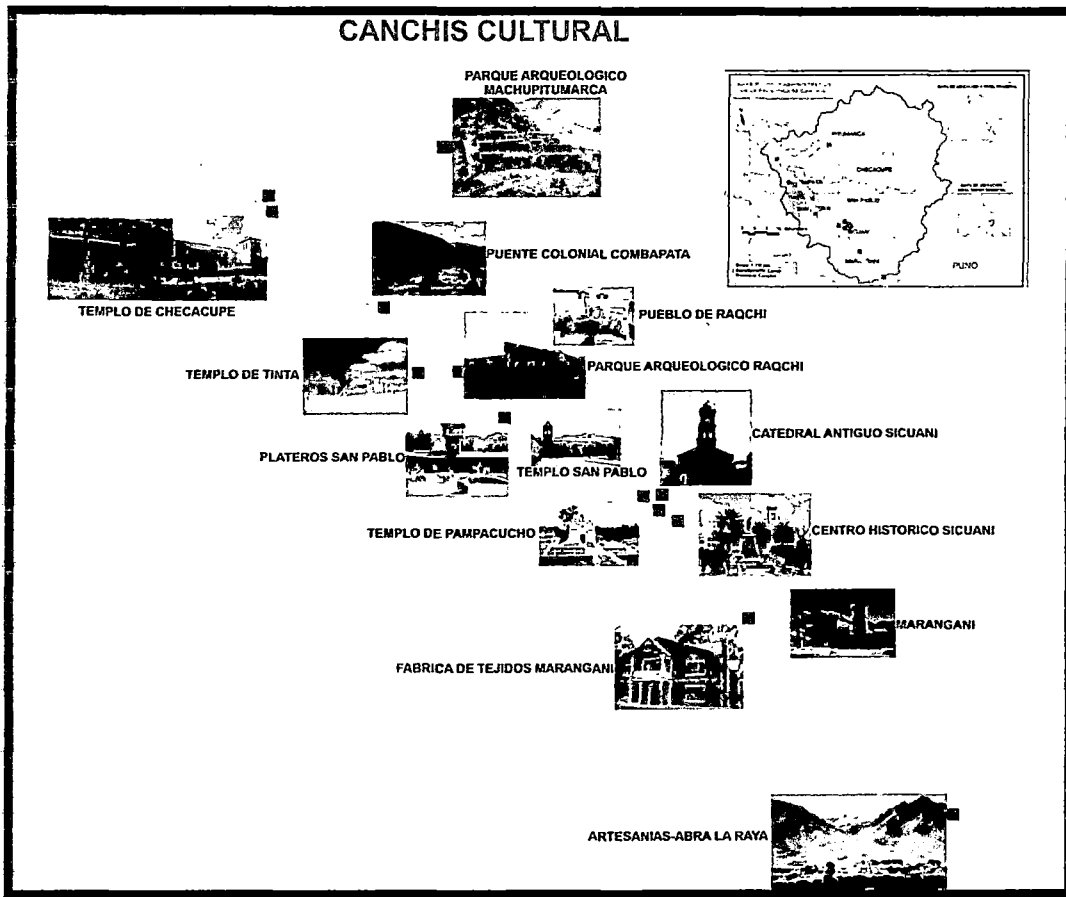 CANCHIS CULTURAL
PARQUE ARQUEOLOGICO
MACHUPITUMARCA
PITUMARCA
CHECACUPE
PUNO
PUENTE COLONIAL COMBAPATA
TEMPLO DE CHECACUPE
PUEBLO DE RAQCHI
TEMPLO DE TINTA
PARQUE ARQUEOLOGICO RAQCHI
CATEDRAL ANTIGUO SICUANI
PLATEROS SAN PABLO
TEMPLO SAN PABLO
TEMPLO DE PAMPACUCHO
CENTRO HISTORICO SICUANI
MARANGANI
FABRICA DE TEJIDOS MARANGANI
ARTESANIAS-ABRA LA RAYA